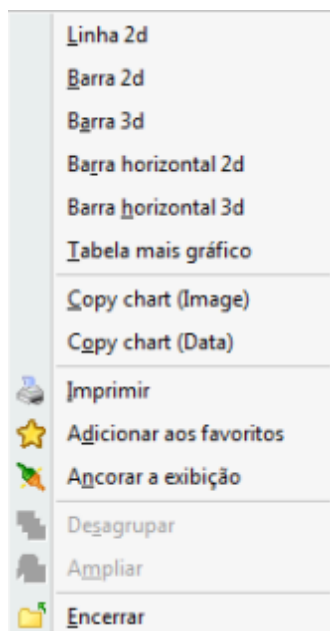 Linha 2d
Barra 2d
Barra 3d
Barra horizontal 2d
Barra horizontal 3d
Tabela mais gráfico
Copy chart (Image)
Copy chart (Data)
Imprimir
Adicionar aos favoritos
Ancorar a exibição
Desagrupar
Ampliar
Encerrar